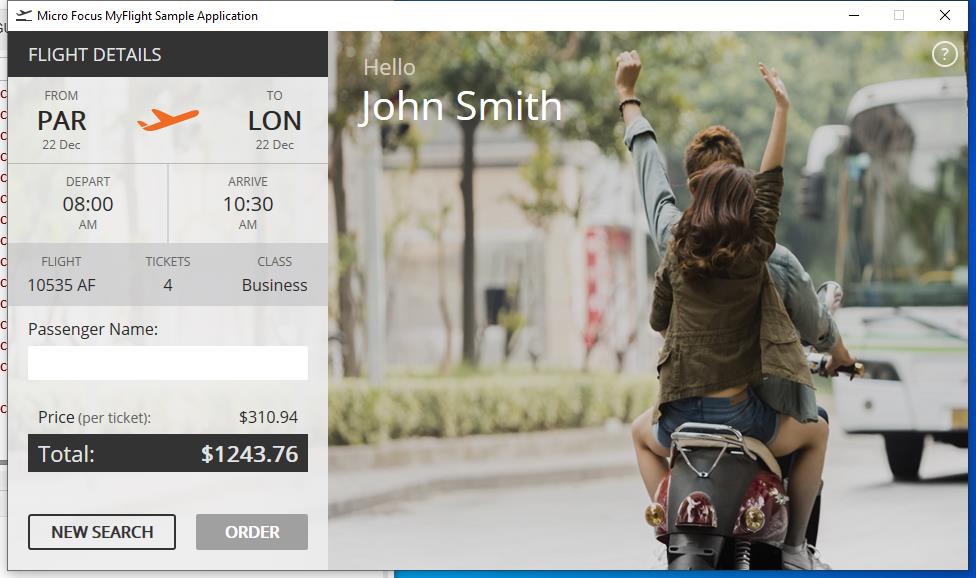 Micro Focus MyFlight Sample Application
FLIGHT DETAILS
FROM
PAR
22 Dec
TO
LON
22 Dec
DEPART
08:00
AM
ARRIVE
10:30
AM
FLIGHT
10535 AF
TICKETS
4
CLASS
Business
Passenger Name:
Price (per ticket): $310.94
Total: $1243.76
NEW SEARCH
ORDER
Hello
John Smith
?